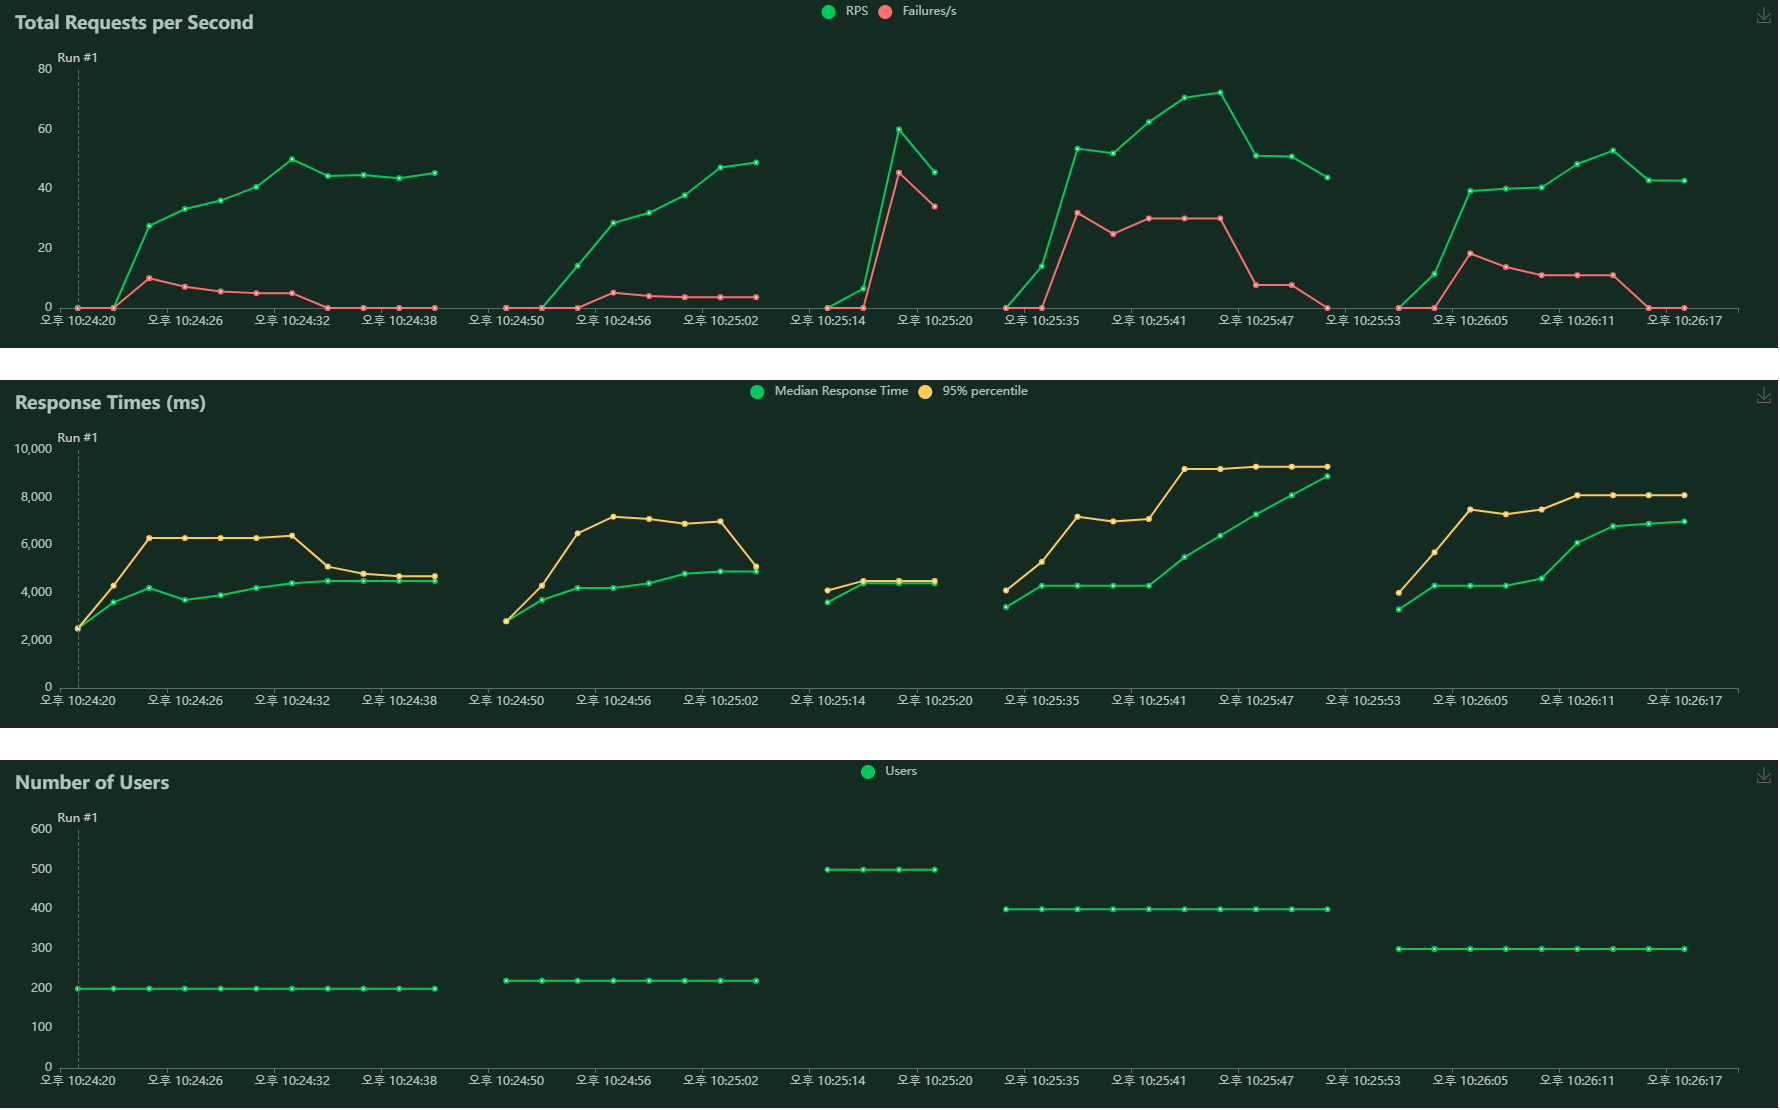 Total Requests per Second
RPS Failures/s
Run #1
80
60
40
20
0
오후 10:24:20 오후 10:24:26 오후 10:24:32 오후 10:24:38 오후 10:24:50 오후 10:24:56 오후 10:25:02 오후 10:25:14 오후 10:25:20 오후 10:25:35 오후 10:25:41 오후 10:25:47 오후 10:25:53 오후 10:26:05 오후 10:26:11 오후 10:26:17
Response Times (ms)
Median Response Time 95% percentile
Run #1
10,000
8,000
6,000
4,000
2,000
0
오후 10:24:20 오후 10:24:26 오후 10:24:32 오후 10:24:38 오후 10:24:50 오후 10:24:56 오후 10:25:02 오후 10:25:14 오후 10:25:20 오후 10:25:35 오후 10:25:41 오후 10:25:47 오후 10:25:53 오후 10:26:05 오후 10:26:11 오후 10:26:17
Number of Users
Users
Run #1
600
500
400
300
200
100
0
오후 10:24:20 오후 10:24:26 오후 10:24:32 오후 10:24:38 오후 10:24:50 오후 10:24:56 오후 10:25:02 오후 10:25:14 오후 10:25:20 오후 10:25:35 오후 10:25:41 오후 10:25:47 오후 10:25:53 오후 10:26:05 오후 10:26:11 오후 10:26:17